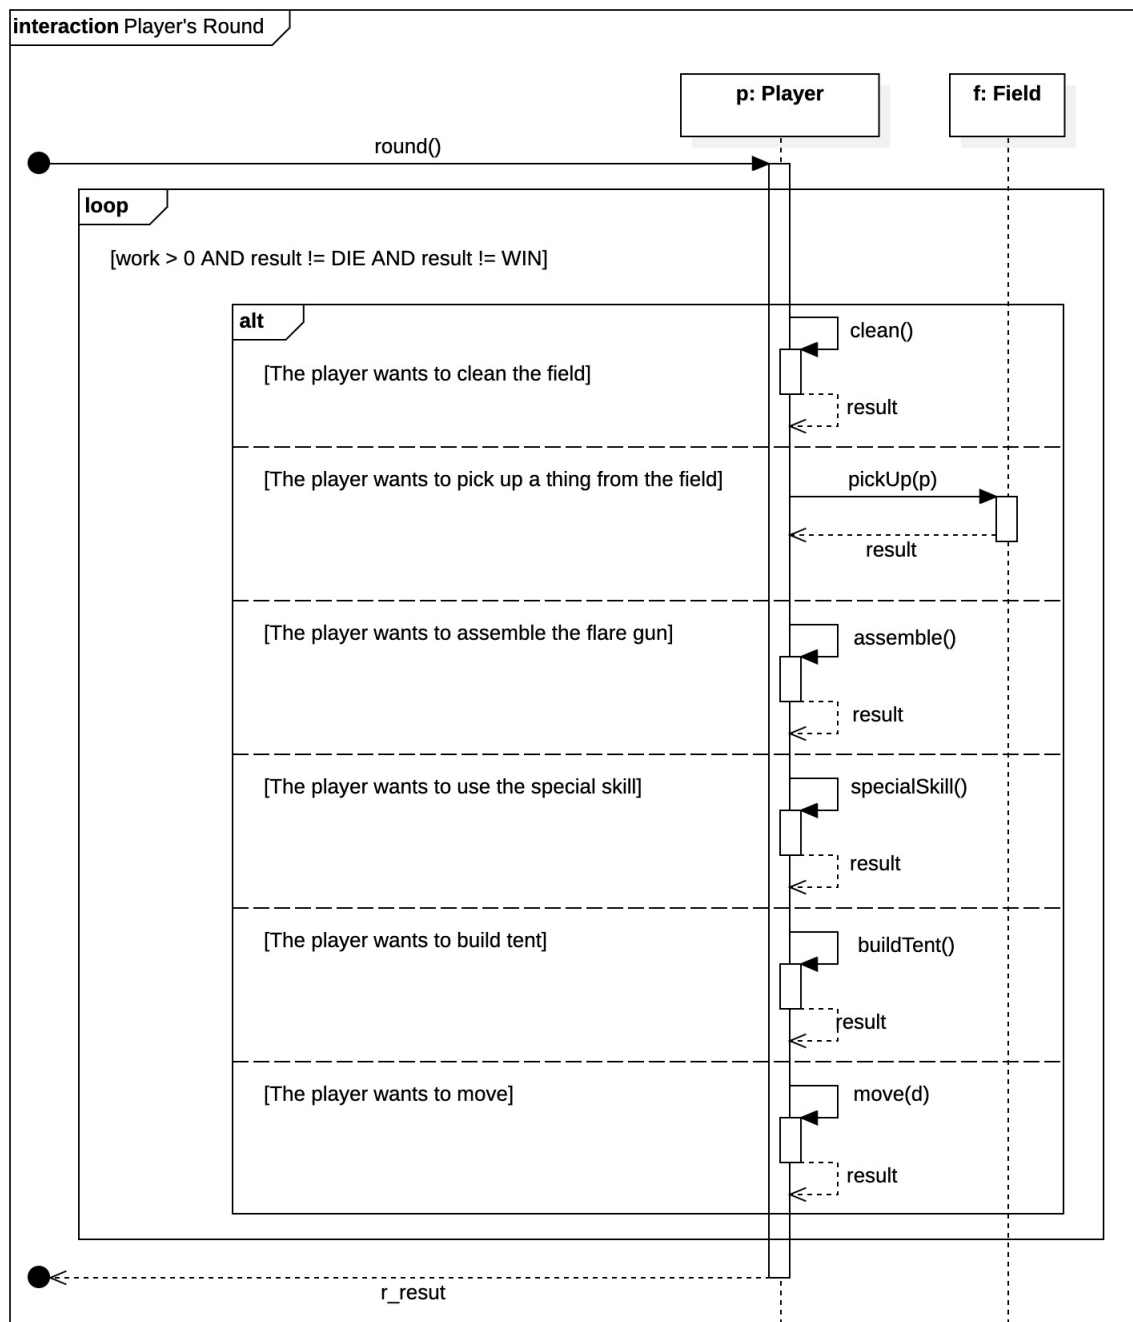 interaction Player's Round
p: Player
f: Field
round()
loop
[work > 0 AND result != DIE AND result != WIN]
alt
clean()
[The player wants to clean the field]
result
[The player wants to pick up a thing from the field]
pickUp(p)
result
[The player wants to assemble the flare gun]
assemble()
result
[The player wants to use the special skill]
specialSkill()
result
[The player wants to build tent]
buildTent()
result
[The player wants to move]
move(d)
result
r_resut